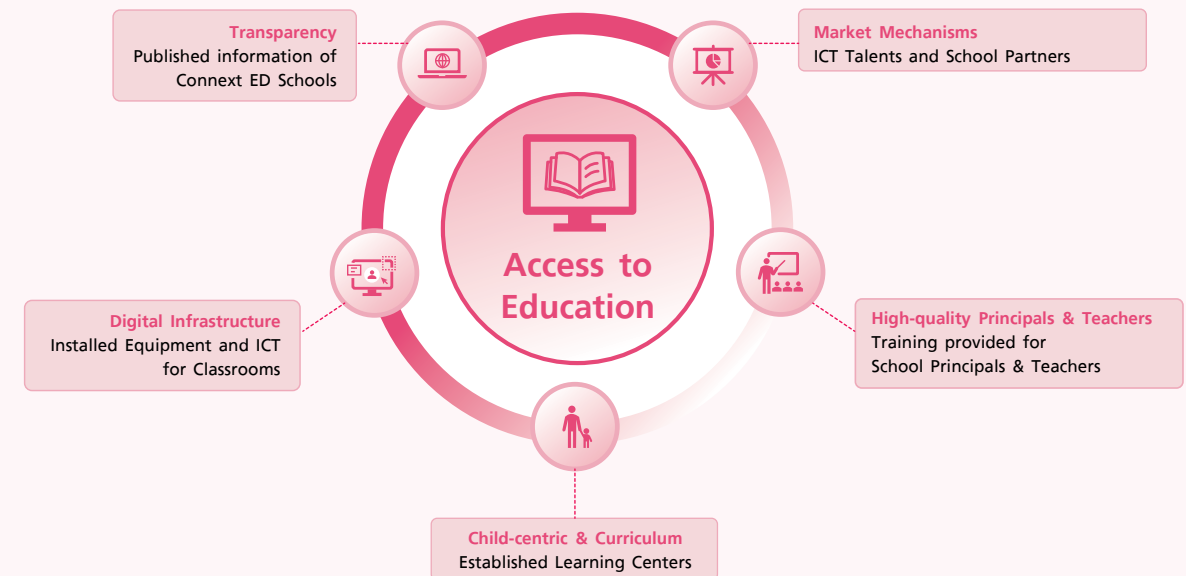 Transparency
Published information of
Connext ED Schools
Market Mechanisms
ICT Talents and School Partners
Access to
Education
Digital Infrastructure
Installed Equipment and ICT
for Classrooms
High-quality Principals & Teachers
Training provided for
School Principals & Teachers
Child-centric & Curriculum
Established Learning Centers